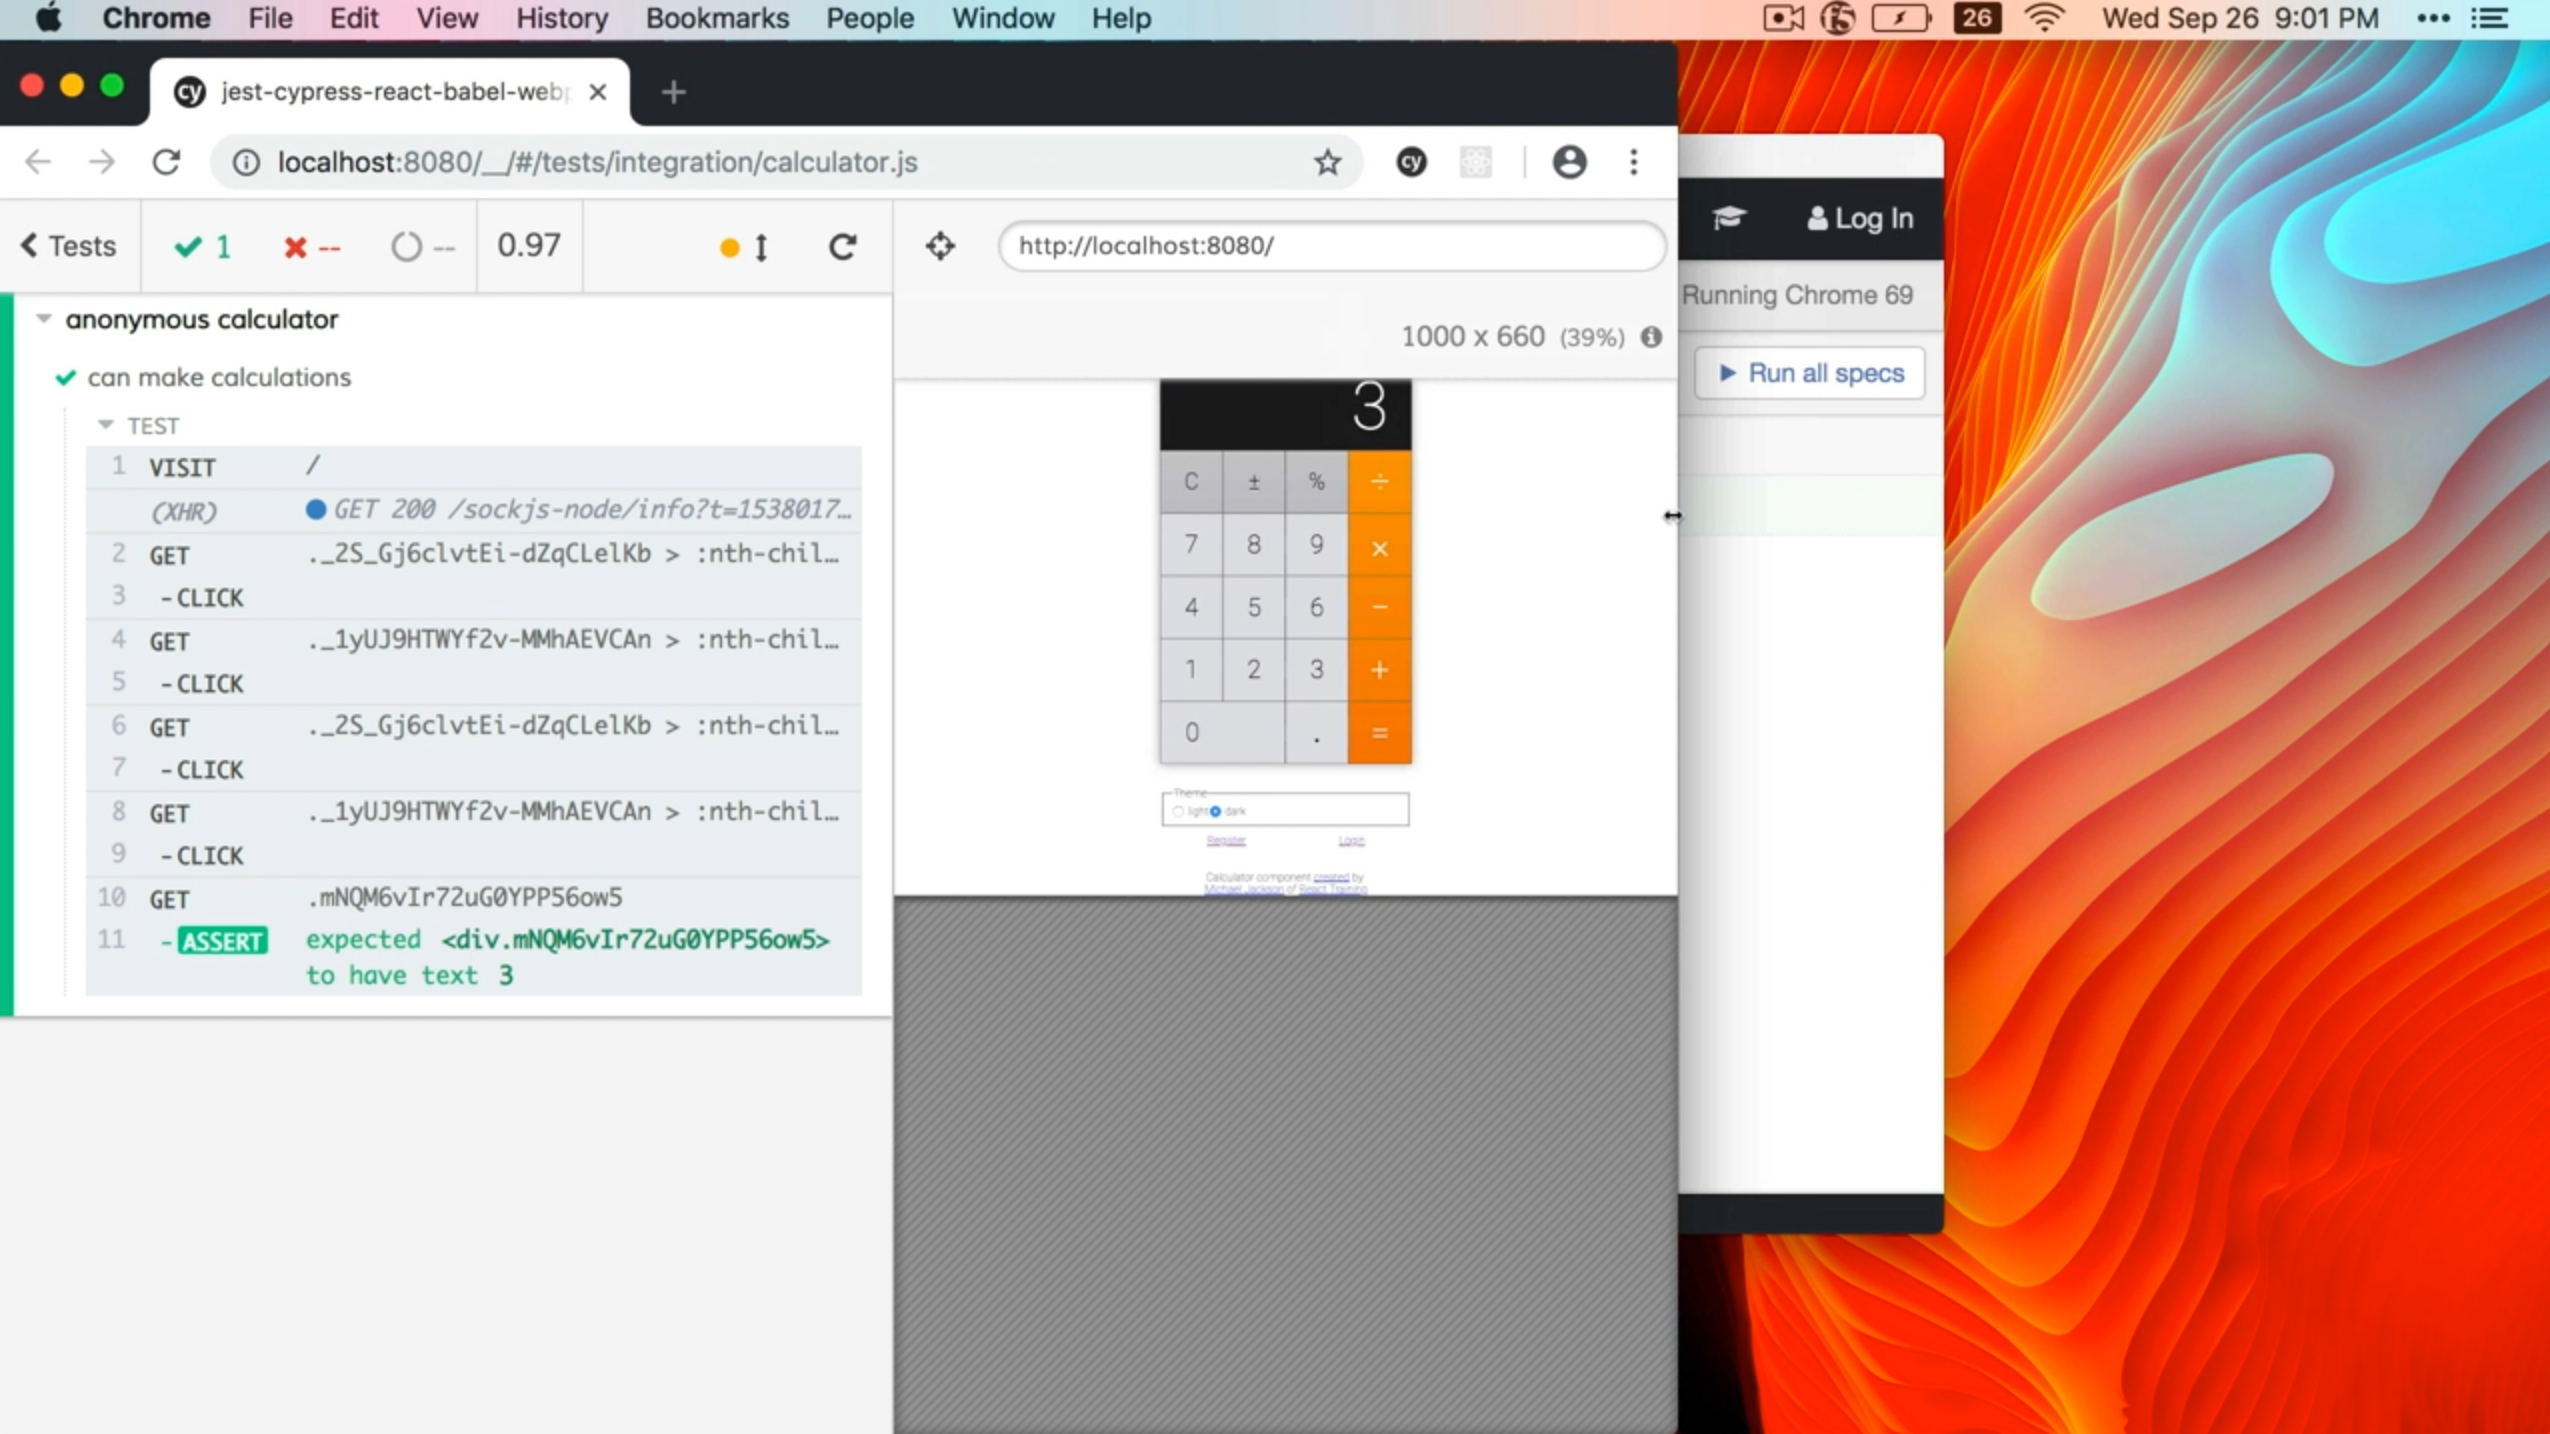 Chrome File Edit View History Bookmarks People Window Help 26 Wed Sep 26 9:01 PM
cy jest-cypress-react-babel-webp
localhost:8080/__/#/tests/integration/calculator.js cy
Tests 1 -- -- 0.97
http://localhost:8080/
Log In
Running Chrome 69
1000 x 660 (39%)
Run all specs
anonymous calculator
can make calculations
TEST
1 VISIT /
(XHR) GET 200 /sockjs-node/info?t=1538017...
2 GET ._2S_Gj6clvtEi-dZqCLelKb > :nth-chil...
3 -CLICK
4 GET ._1yUJ9HTWYf2v-MMhAEVCAn > :nth-chil...
5 -CLICK
6 GET ._2S_Gj6clvtEi-dZqCLelKb > :nth-chil...
7 -CLICK
8 GET ._1yUJ9HTWYf2v-MMhAEVCAn > :nth-chil...
9 -CLICK
10 GET .mNQM6vIr72uG0YPP56ow5
11 -ASSERT expected <div.mNQM6vIr72uG0YPP56ow5>
to have text 3
3
C ± % ÷
7 8 9 ×
4 5 6 −
1 2 3 +
0 . =
Theme
light dark
Register Login
Calculator component created by
Michael Jackson of React Training